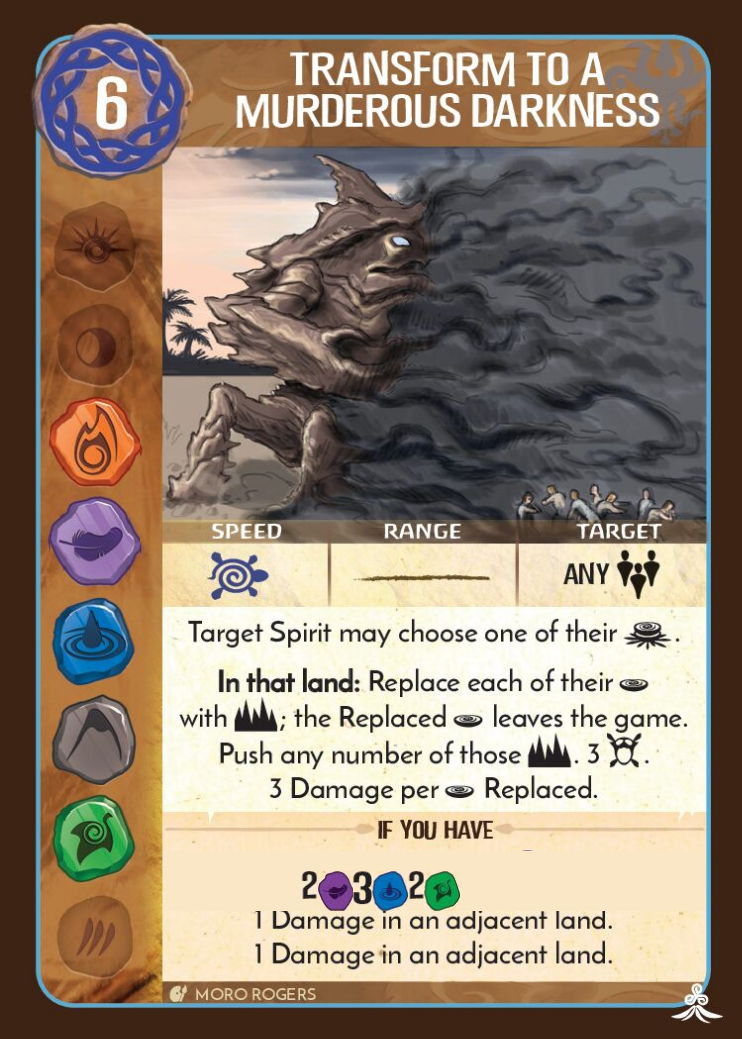 6
TRANSFORM TO A
MURDEROUS DARKNESS
SPEED RANGE TARGET
ANY
Target Spirit may choose one of their .
In that land: Replace each of their
with ; the Replaced leaves the game.
Push any number of those . 3 .
3 Damage per Replaced.
IF YOU HAVE
2 3 2
1 Damage in an adjacent land.
1 Damage in an adjacent land.
MORO ROGERS